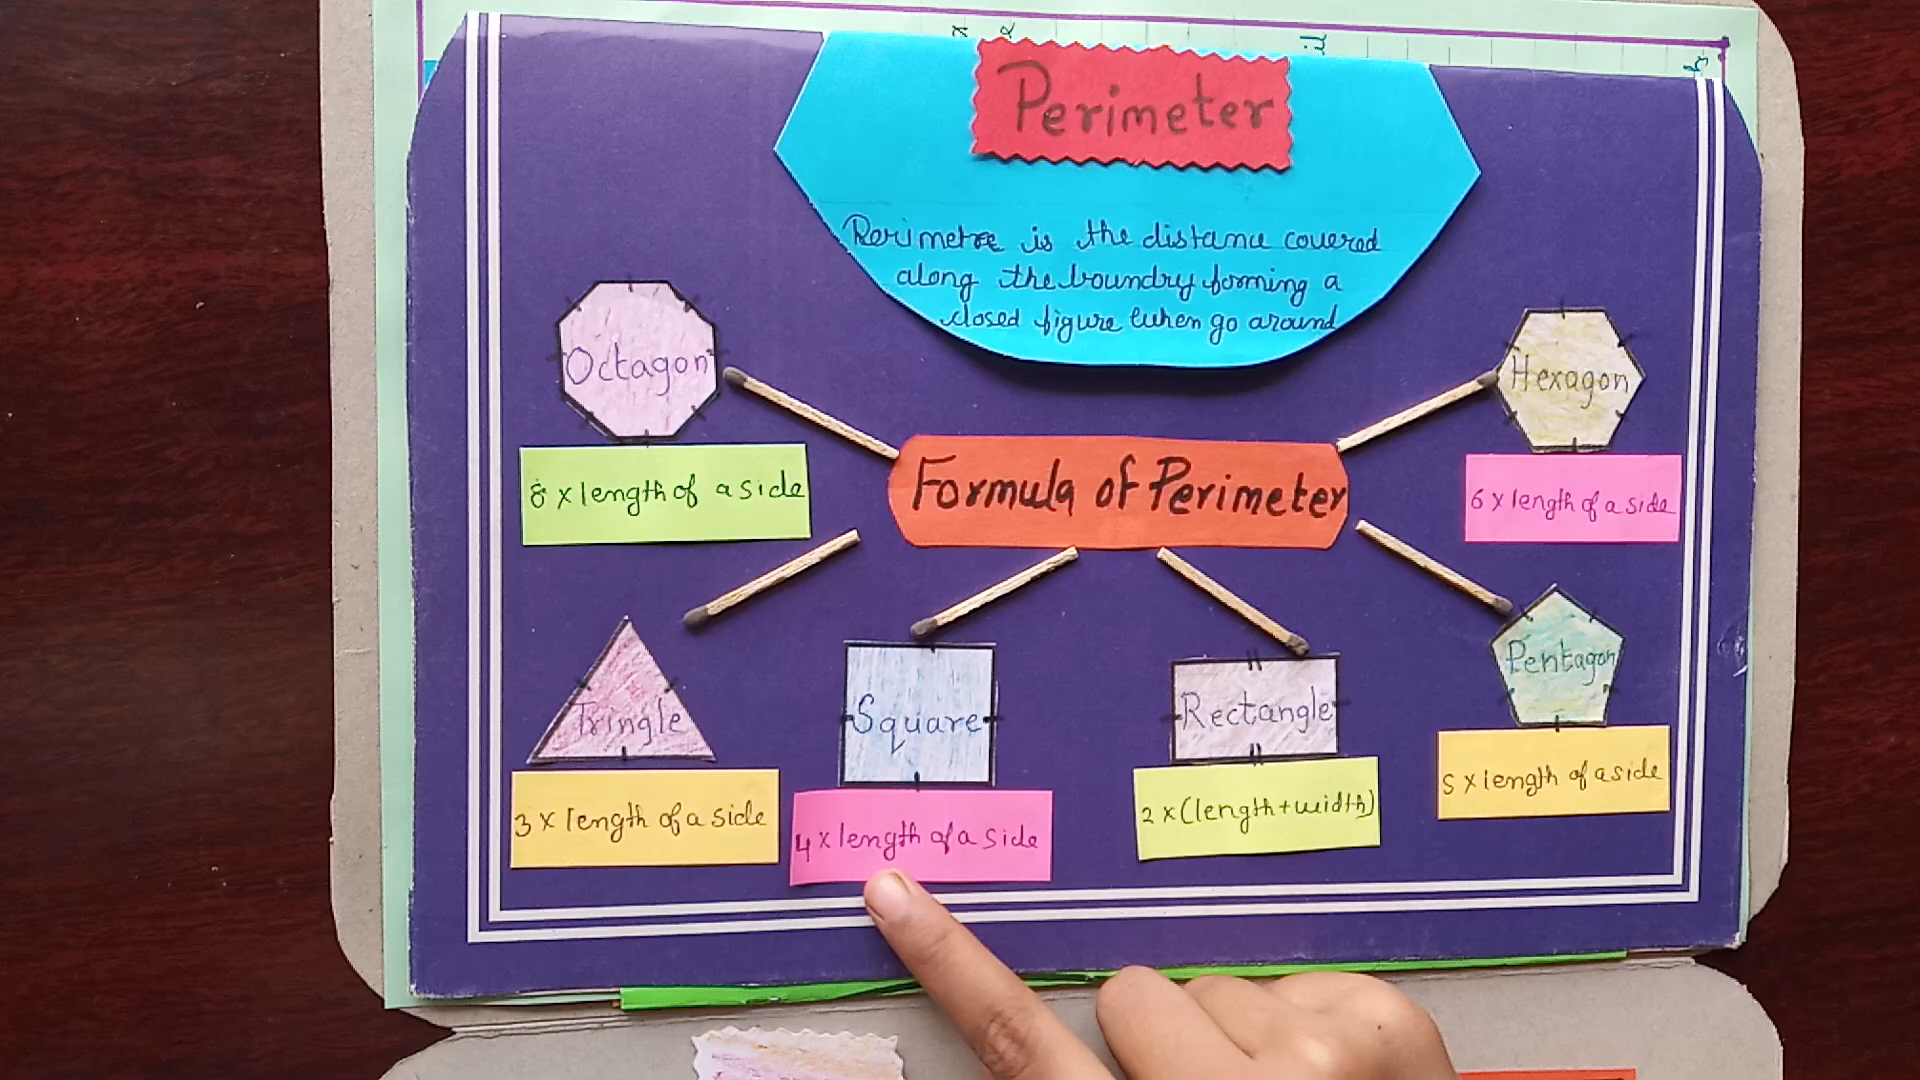 Perimeter
Perimetre is the distance covered
along the boundry forming a
closed figure when go around
Octagon
Hexagon
8 x length of a side
Formula of Perimeter
6 x length of a side
Tringle
Square
Rectangle
Pentagon
3 x length of a side
4 x length of a side
2 x (length + width)
5 x length of a side